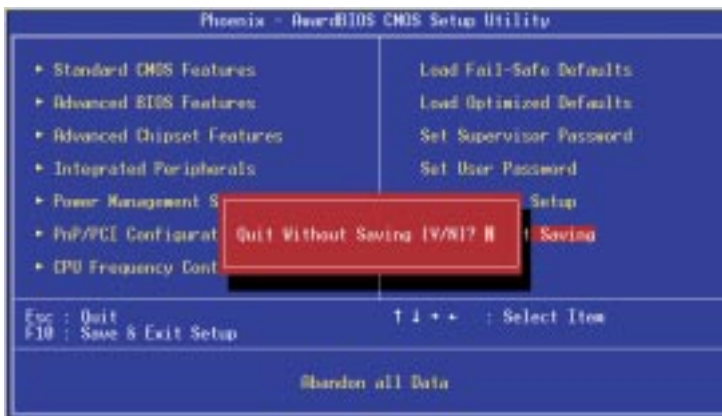 Phoenix - AwardBIOS CMOS Setup Utility
▸ Standard CMOS Features
▸ Advanced BIOS Features
▸ Advanced Chipset Features
▸ Integrated Peripherals
▸ Power Management S
▸ PnP/PCI Configurat
▸ CPU Frequency Cont
Load Fail-Safe Defaults
Load Optimized Defaults
Set Supervisor Password
Set User Password
Setup
t Saving
Quit Without Saving (Y/N)? N
Esc : Quit
F10 : Save & Exit Setup
↑ ↓ → ← : Select Item
Abandon all Data